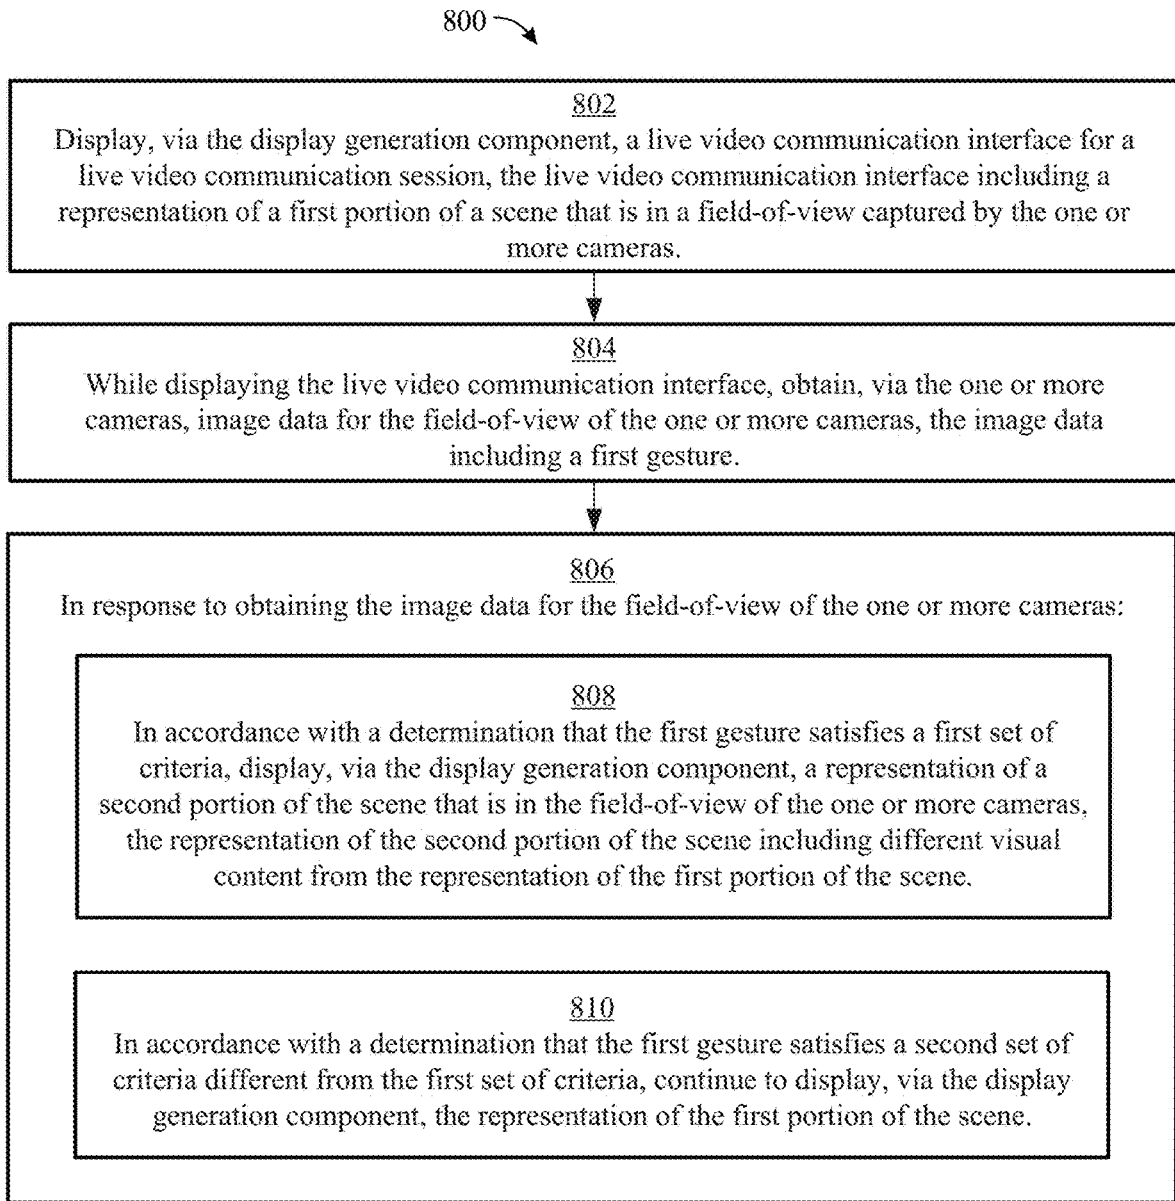 800
802
Display, via the display generation component, a live video communication interface for a
live video communication session, the live video communication interface including a
representation of a first portion of a scene that is in a field-of-view captured by the one or
more cameras.
804
While displaying the live video communication interface, obtain, via the one or more
cameras, image data for the field-of-view of the one or more cameras, the image data
including a first gesture.
806
In response to obtaining the image data for the field-of-view of the one or more cameras:
808
In accordance with a determination that the first gesture satisfies a first set of
criteria, display, via the display generation component, a representation of a
second portion of the scene that is in the field-of-view of the one or more cameras,
the representation of the second portion of the scene including different visual
content from the representation of the first portion of the scene.
810
In accordance with a determination that the first gesture satisfies a second set of
criteria different from the first set of criteria, continue to display, via the display
generation component, the representation of the first portion of the scene.